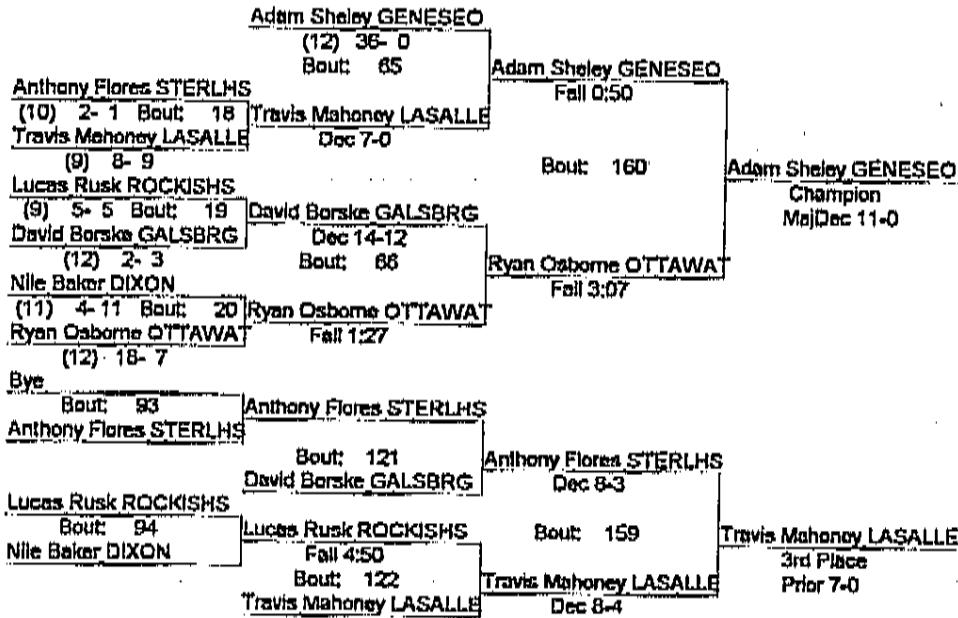 Adam Sheley GENESEO
(12) 36- 0
Bout: 65
Adam Sheley GENESEO
Fall 0:50
Anthony Flores STERLHS
(10) 2- 1 Bout: 18
Travis Mahoney LASALLE
Travis Mahoney LASALLE
Dec 7-0
(9) 8- 9
Bout: 160
Adam Sheley GENESEO
Champion
MajDec 11-0
Lucas Rusk ROCKISHS
(9) 5- 5 Bout: 19
David Borske GALSBRG
David Borske GALSBRG
Dec 14-12
(12) 2- 3
Bout: 66
Ryan Osborne OTTAWAT
Fall 3:07
Nile Baker DIXON
(11) 4- 11 Bout: 20
Ryan Osborne OTTAWAT
Ryan Osborne OTTAWAT
Fall 1:27
(12) 18- 7
Bye
Bout: 93
Anthony Flores STERLHS
Anthony Flores STERLHS
Bout: 121
Anthony Flores STERLHS
David Borske GALSBRG
Dec 8-3
Lucas Rusk ROCKISHS
Bout: 94
Lucas Rusk ROCKISHS
Bout: 159
Travis Mahoney LASALLE
Nile Baker DIXON
Fall 4:50
3rd Place
Bout: 122
Travis Mahoney LASALLE
Prior 7-0
Travis Mahoney LASALLE
Dec 8-4